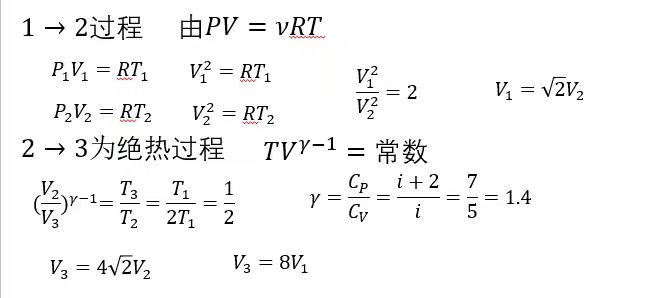 1 → 2过程 由PV = νRT
P₁V₁ = RT₁ V₁² = RT₁ V₁²/V₂² = 2 V₁ = √2V₂
P₂V₂ = RT₂ V₂² = RT₂
2 → 3为绝热过程 TV^(γ−1) = 常数
(V₂/V₃)^(γ−1) = T₃/T₂ = T₁/2T₁ = 1/2 γ = C_P/C_V = i + 2/i = 7/5 = 1.4
V₃ = 4√2V₂ V₃ = 8V₁